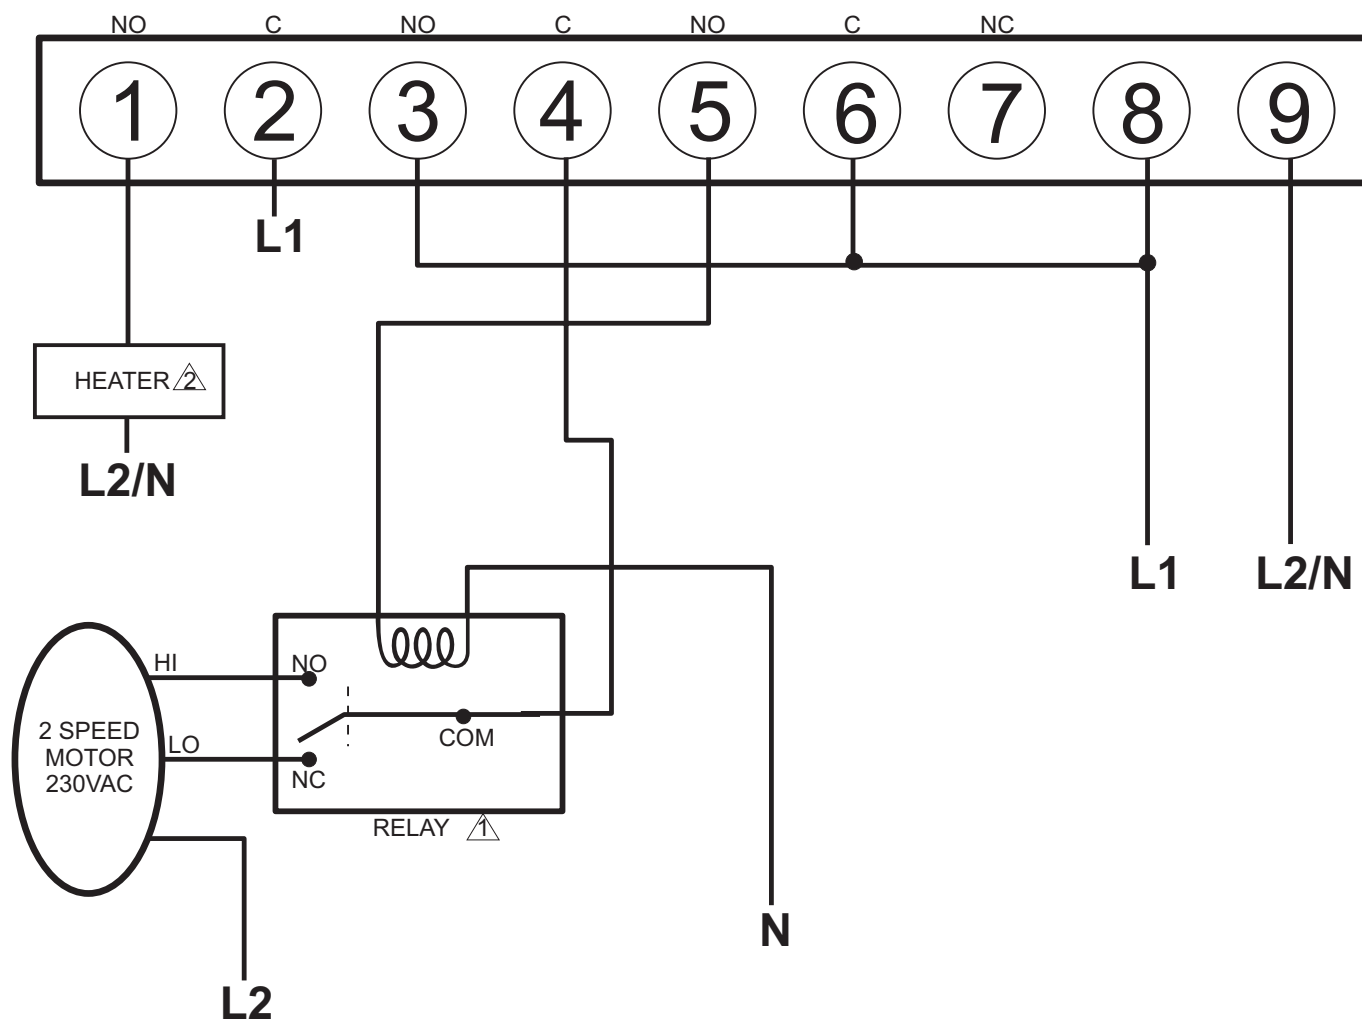 NO C NO C NO C NC
1 2 3 4 5 6 7 8 9
L1
HEATER 2
L2/N
L1 L2/N
HI
NO
2 SPEED
MOTOR
230VAC
LO
COM
NC
RELAY 1
N
L2